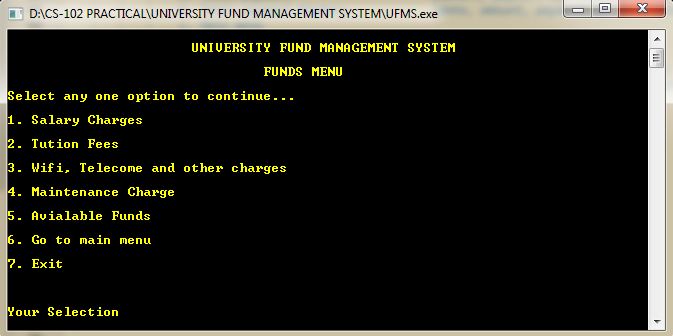 D:\CS-102 PRACTICAL\UNIVERSITY FUND MANAGEMENT SYSTEM\UFMS.exe
UNIVERSITY FUND MANAGEMENT SYSTEM
FUNDS MENU
Select any one option to continue...
1. Salary Charges
2. Tution Fees
3. Wifi, Telecome and other charges
4. Maintenance Charge
5. Avialable Funds
6. Go to main menu
7. Exit
Your Selection